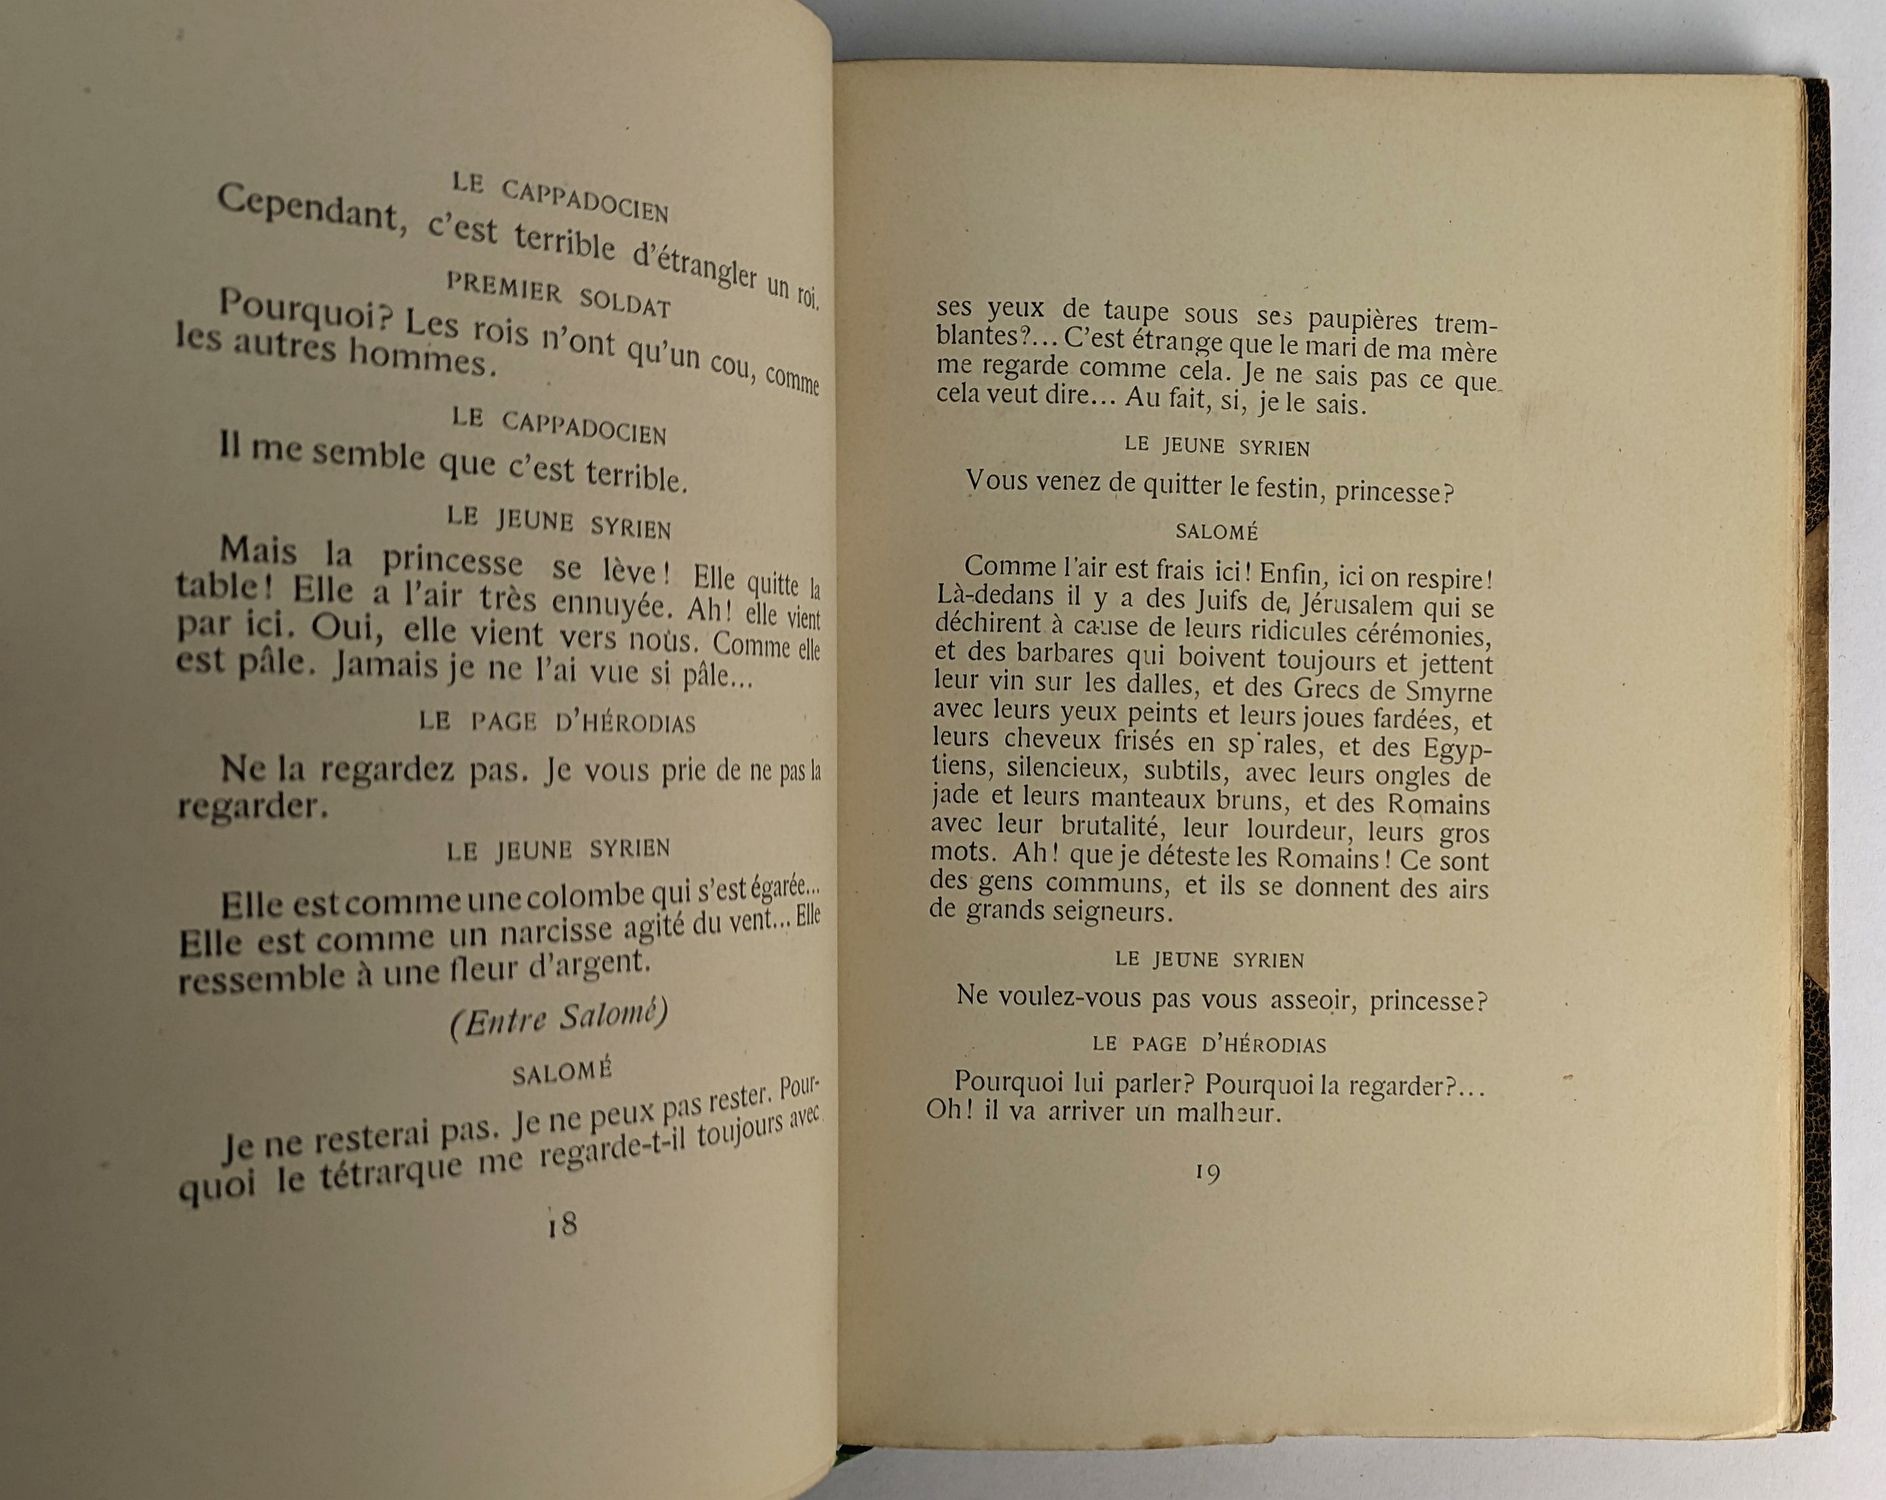 LE CAPPADOCIEN
Cependant, c'est terrible d'étrangler un roi.
PREMIER SOLDAT
Pourquoi? Les rois n'ont qu'un cou, comme
les autres hommes.
LE CAPPADOCIEN
Il me semble que c'est terrible.
LE JEUNE SYRIEN
Mais la princesse se lève! Elle quitte la
table! Elle a l'air très ennuyée. Ah! elle vient
par ici. Oui, elle vient vers nous. Comme elle
est pâle. Jamais je ne l'ai vue si pâle...
LE PAGE D'HÉRODIAS
Ne la regardez pas. Je vous prie de ne pas la
regarder.
LE JEUNE SYRIEN
Elle est comme une colombe qui s'est égarée...
Elle est comme un narcisse agité du vent... Elle
ressemble à une fleur d'argent.
(Entre Salomé)
SALOMÉ
Je ne resterai pas. Je ne peux pas rester. Pour-
quoi le tétrarque me regarde-t-il toujours avec
18
ses yeux de taupe sous ses paupières trem-
blantes?... C'est étrange que le mari de ma mère
me regarde comme cela. Je ne sais pas ce que
cela veut dire... Au fait, si, je le sais.
LE JEUNE SYRIEN
Vous venez de quitter le festin, princesse?
SALOMÉ
Comme l'air est frais ici! Enfin, ici on respire!
Là-dedans il y a des Juifs de Jérusalem qui se
déchirent à cause de leurs ridicules cérémonies,
et des barbares qui boivent toujours et jettent
leur vin sur les dalles, et des Grecs de Smyrne
avec leurs yeux peints et leurs joues fardées, et
leurs cheveux frisés en spirales, et des Egyp-
tiens, silencieux, subtils, avec leurs ongles de
jade et leurs manteaux bruns, et des Romains
avec leur brutalité, leur lourdeur, leurs gros
mots. Ah! que je déteste les Romains! Ce sont
des gens communs, et ils se donnent des airs
de grands seigneurs.
LE JEUNE SYRIEN
Ne voulez-vous pas vous asseoir, princesse?
LE PAGE D'HÉRODIAS
Pourquoi lui parler? Pourquoi la regarder?...
Oh! il va arriver un malheur.
19